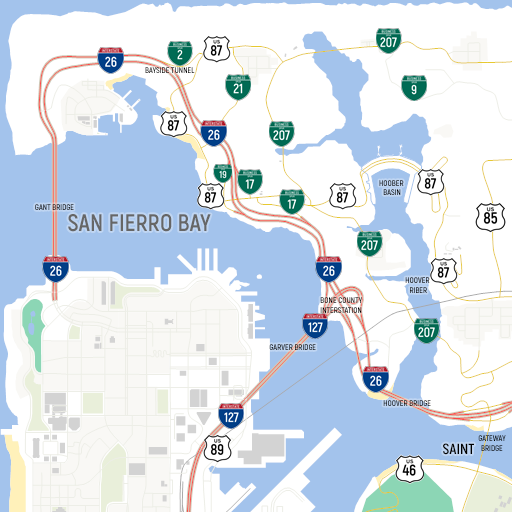 BUSINESS
2
US
87
BUSINESS
207
INTERSTATE
26
BAYSIDE TUNNEL
BUSINESS
21
BUSINESS
9
US
87
INTERSTATE
26
BUSINESS
207
BUSINESS
19
BUSINESS
17
US
87
US
87
US
87
HOOBER
BASIN
BUSINESS
17
GANT BRIDGE
SAN FIERRO BAY
US
85
BUSINESS
207
INTERSTATE
26
INTERSTATE
26
US
87
HOOVER
RIBER
BONE COUNTY
INTERSTATION
INTERSTATE
127
BUSINESS
207
GARVER BRIDGE
INTERSTATE
26
HOOVER BRIDGE
INTERSTATE
127
US
89
SAINT
GATEWAY
BRIDGE
US
46